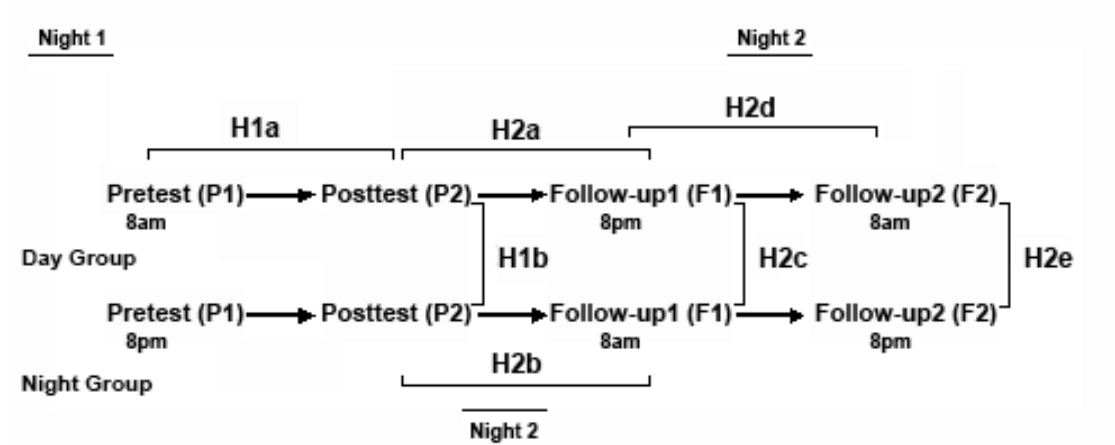 Night 1
Night 2
H1a
H2a
H2d
Pretest (P1)
Posttest (P2)
Follow-up1 (F1)
Follow-up2 (F2)
8am
8pm
8am
Day Group
H1b
H2c
H2e
Pretest (P1)
Posttest (P2)
Follow-up1 (F1)
Follow-up2 (F2)
8pm
8am
8pm
Night Group
H2b
Night 2